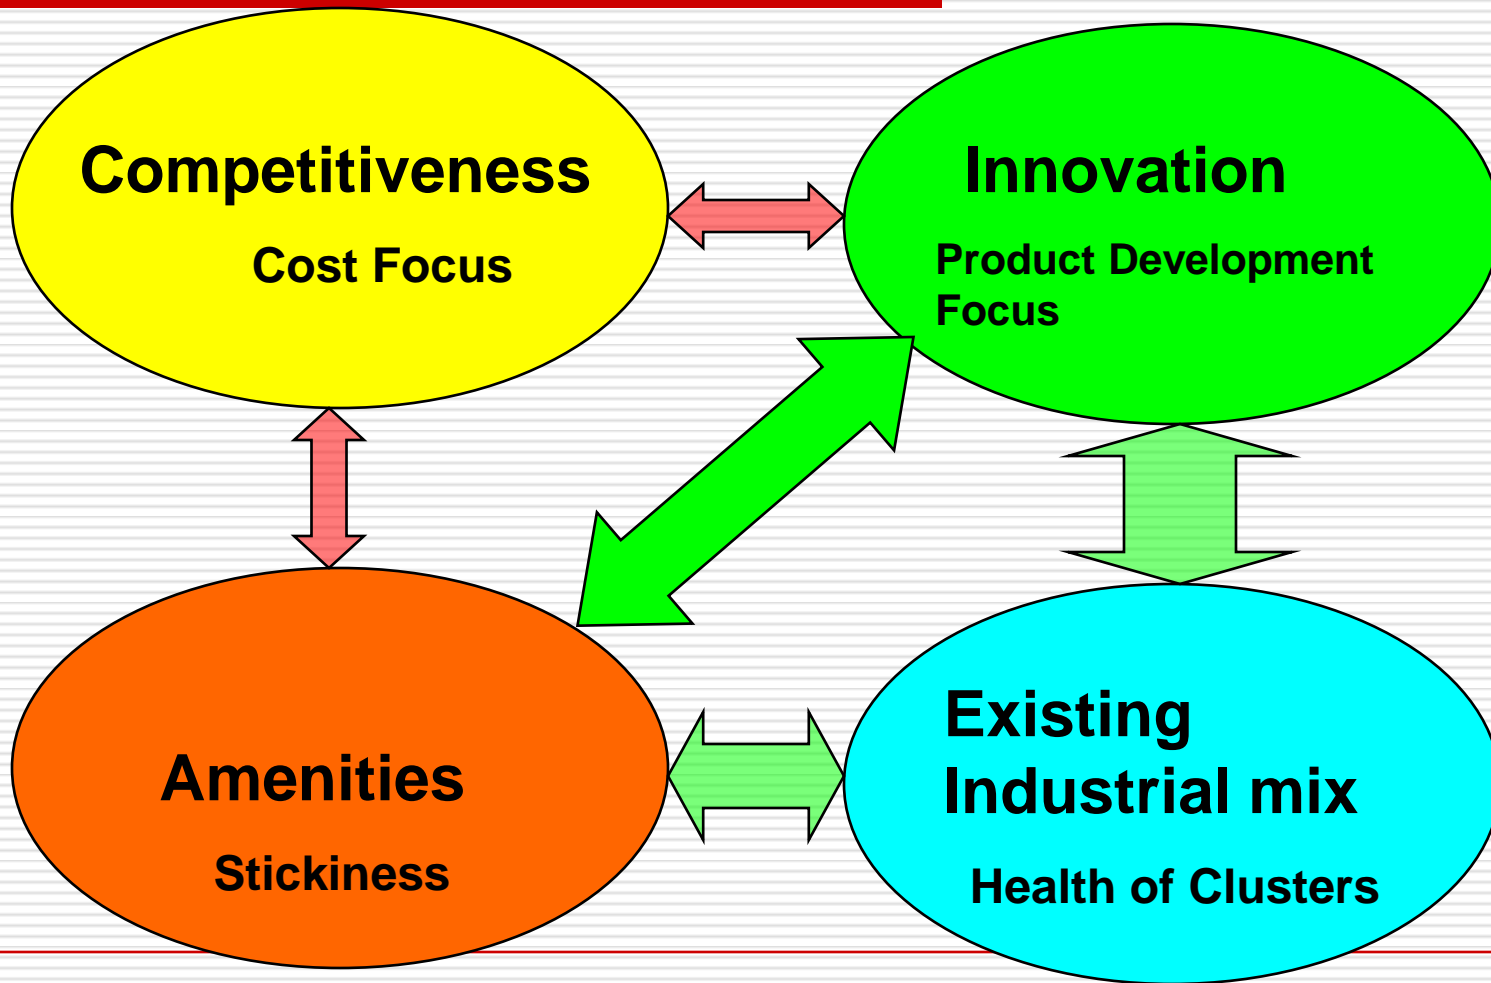 Competitiveness
Cost Focus
Innovation
Product Development
Focus
Amenities
Stickiness
Existing
Industrial mix
Health of Clusters